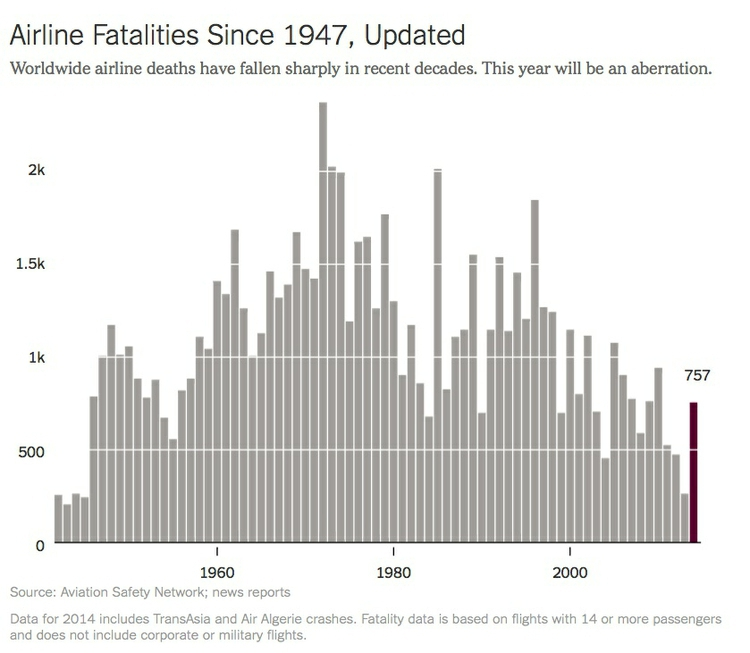 Airline Fatalities Since 1947, Updated
Worldwide airline deaths have fallen sharply in recent decades. This year will be an aberration.
2k
1.5k
1k
757
500
0
1960 1980 2000
Source: Aviation Safety Network; news reports
Data for 2014 includes TransAsia and Air Algerie crashes. Fatality data is based on flights with 14 or more passengers
and does not include corporate or military flights.